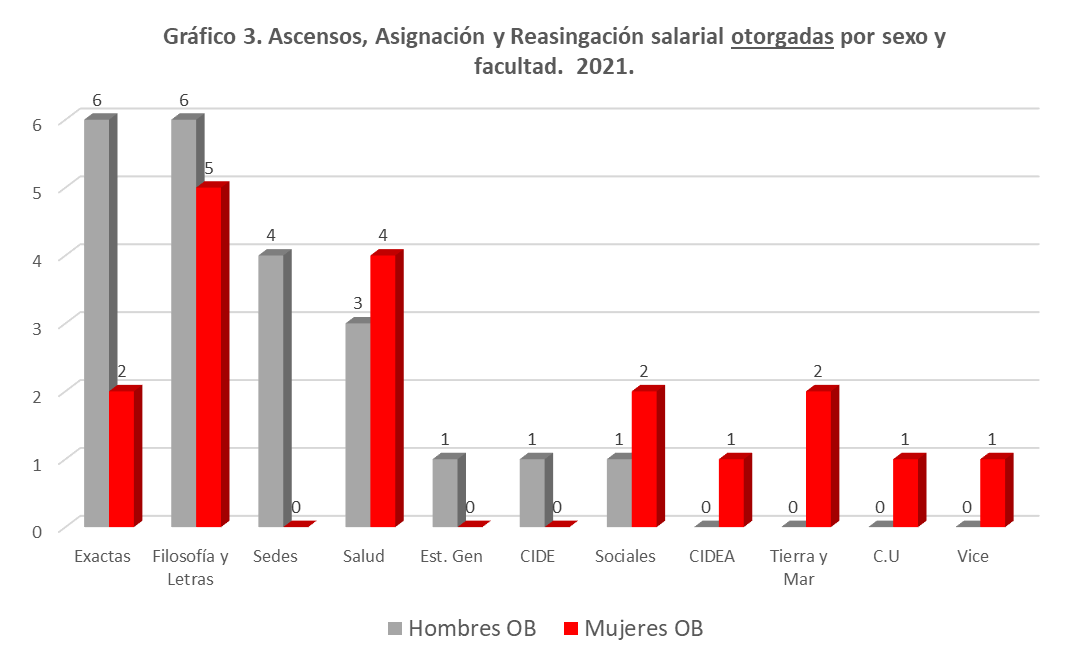 Gráfico 3. Ascensos, Asignación y Reasingación salarial otorgadas por sexo y
facultad.  2021.
6 6
6
5
5
4 4
4
3
3
2 2 2
2
1 1 1 1 1 1
1
0 0 0 0 0 0 0
0
Exactas Filosofía y Sedes Salud Est. Gen CIDE Sociales CIDEA Tierra y C.U Vice
Letras Mar
Hombres OB Mujeres OB